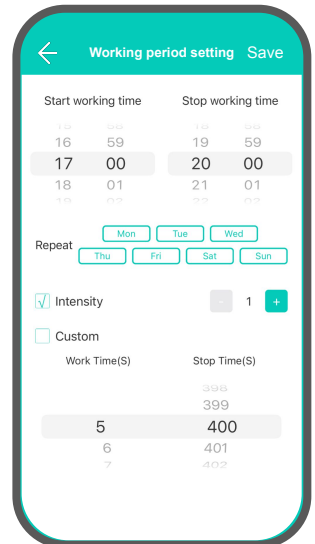 Working period setting Save
Start working time Stop working time
16 59 19 59
17 00 20 00
18 01 21 01
Repeat
Mon Tue Wed
Thu Fri Sat Sun
√ Intensity - 1 +
Custom
Work Time(S) Stop Time(S)
398
399
5 400
6 401
7 402